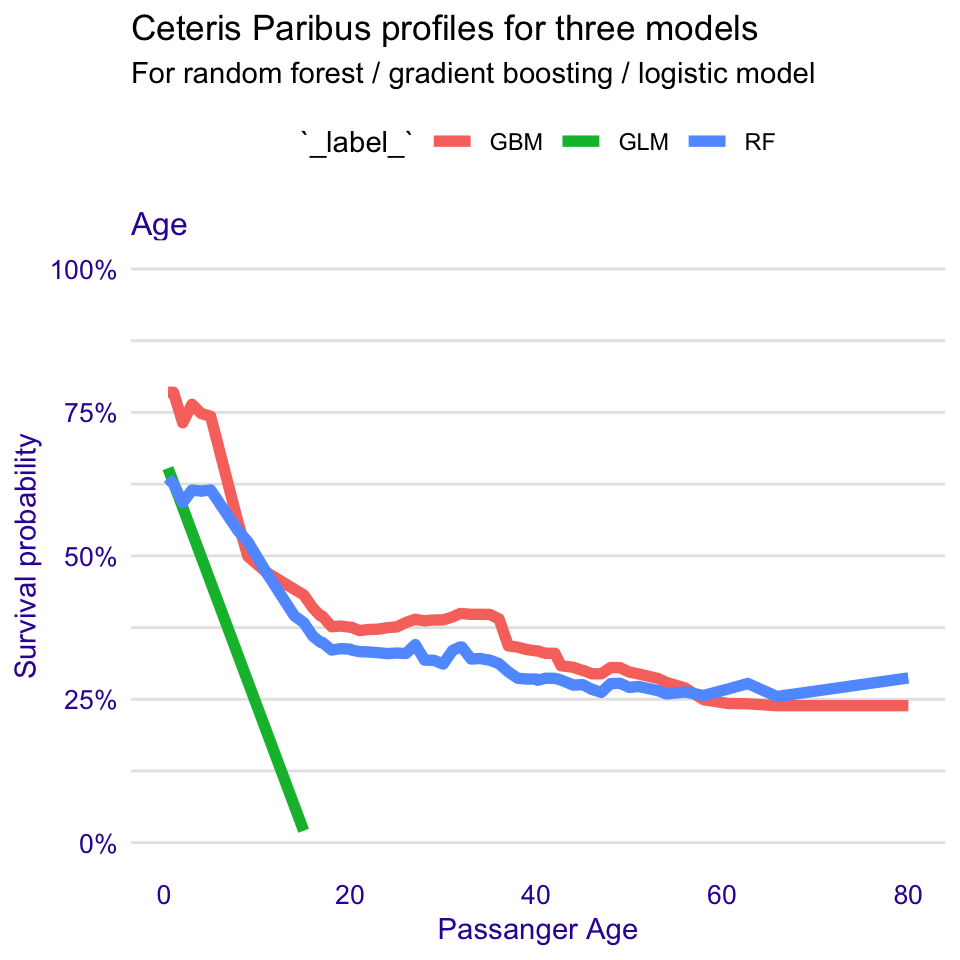 Ceteris Paribus profiles for three models
For random forest / gradient boosting / logistic model
`_label_` GBM GLM RF
Age
100%
75%
50%
25%
0%
Survival probability
0 20 40 60 80
Passanger Age